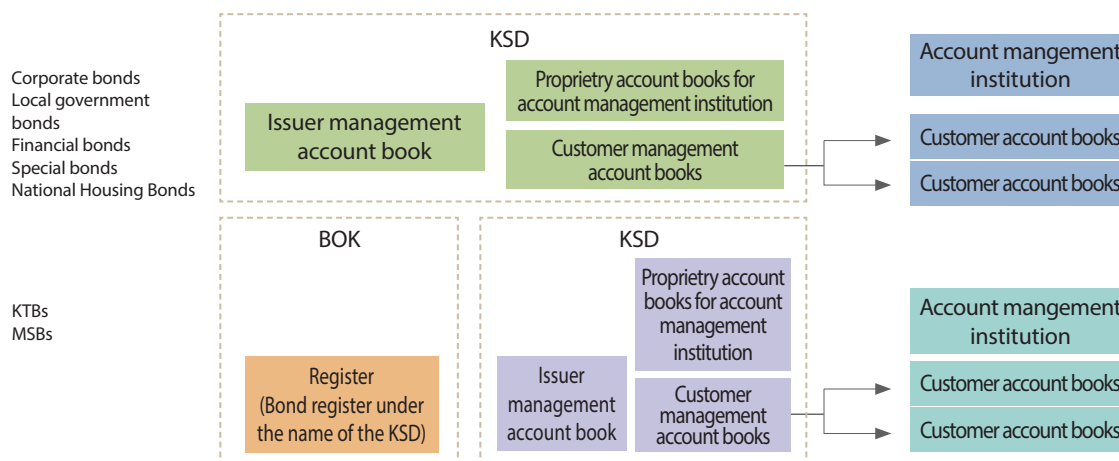 KSD
Corporate bonds
Local government
bonds
Financial bonds
Special bonds
National Housing Bonds
Issuer management
account book
Proprietry account books for
account management institution
Customer management
account books
Account mangement
institution
Customer account books
Customer account books
BOK
KSD
KTBs
MSBs
Register
(Bond register under
the name of the KSD)
Issuer
management
account book
Proprietry account
books for account
management
institution
Customer
management
account books
Account mangement
institution
Customer account books
Customer account books